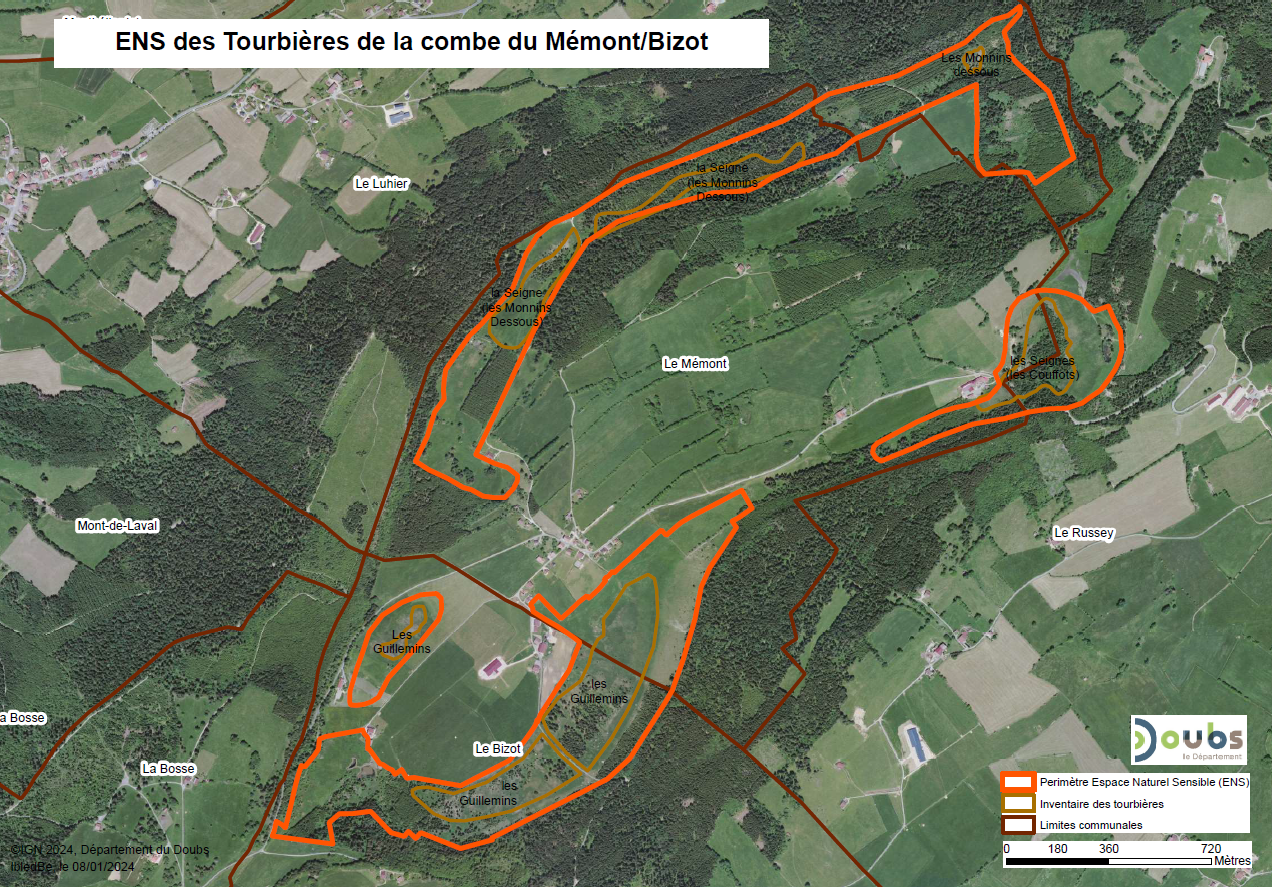 ENS des Tourbières de la combe du Mémont/Bizot
Les Monnins
dessous
la Seigne
(les Monnins
Dessous)
Le Luhier
la Seigne
(les Monnins
Dessous)
Le Mémont
les Seignes
(les Couffots)
Mont-de-Laval
Le Russey
Les
Guillemins
les
Guillemins
a Bosse
Le Bizot
La Bosse
les
Guillemins
Doubs
le Département
Perimètre Espace Naturel Sensible (ENS)
Inventaire des tourbières
Limites communales
0 180 360 720
Mètres
©IGN 2024, Département du Doubs
le 08/01/2024